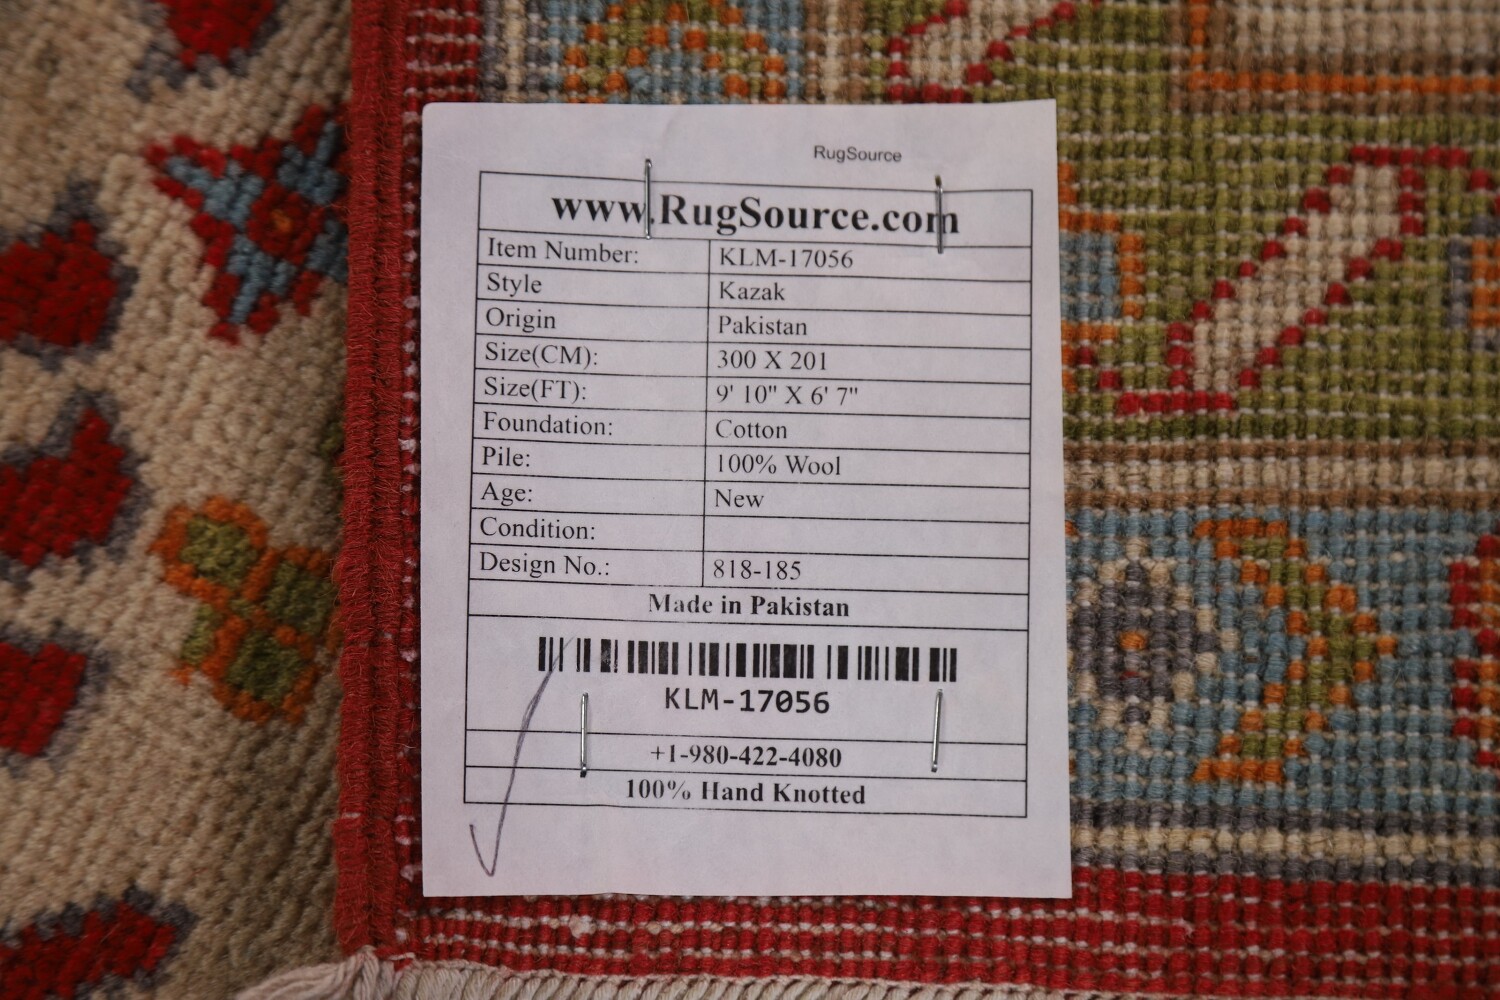 RugSource
www.RugSource.com
Item Number: KLM-17056
Style Kazak
Origin Pakistan
Size(CM): 300 X 201
Size(FT): 9' 10" X 6' 7"
Foundation: Cotton
Pile: 100% Wool
Age: New
Condition:
Design No.: 818-185
Made in Pakistan
KLM-17056
+1-980-422-4080
100% Hand Knotted